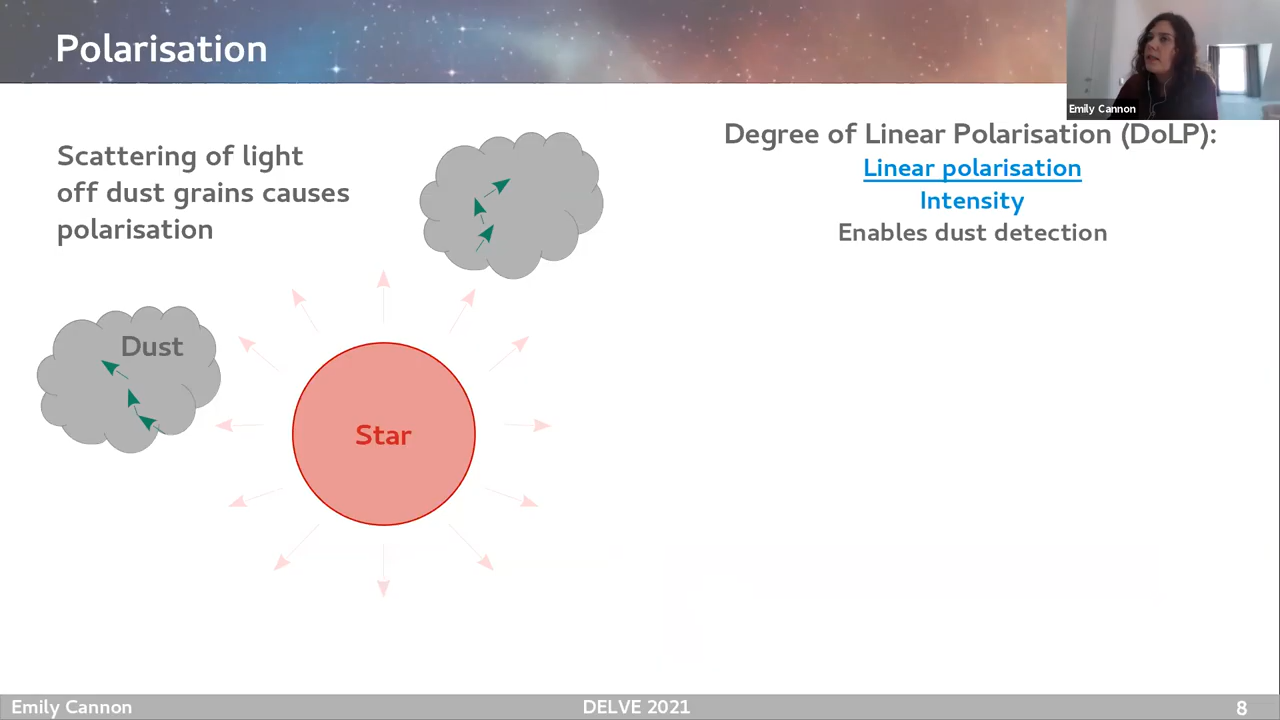 Polarisation
Emily Cannon
Scattering of light
off dust grains causes
polarisation
Degree of Linear Polarisation (DoLP):
Linear polarisation
Intensity
Enables dust detection
Dust
Star
Emily Cannon
DELVE 2021
8